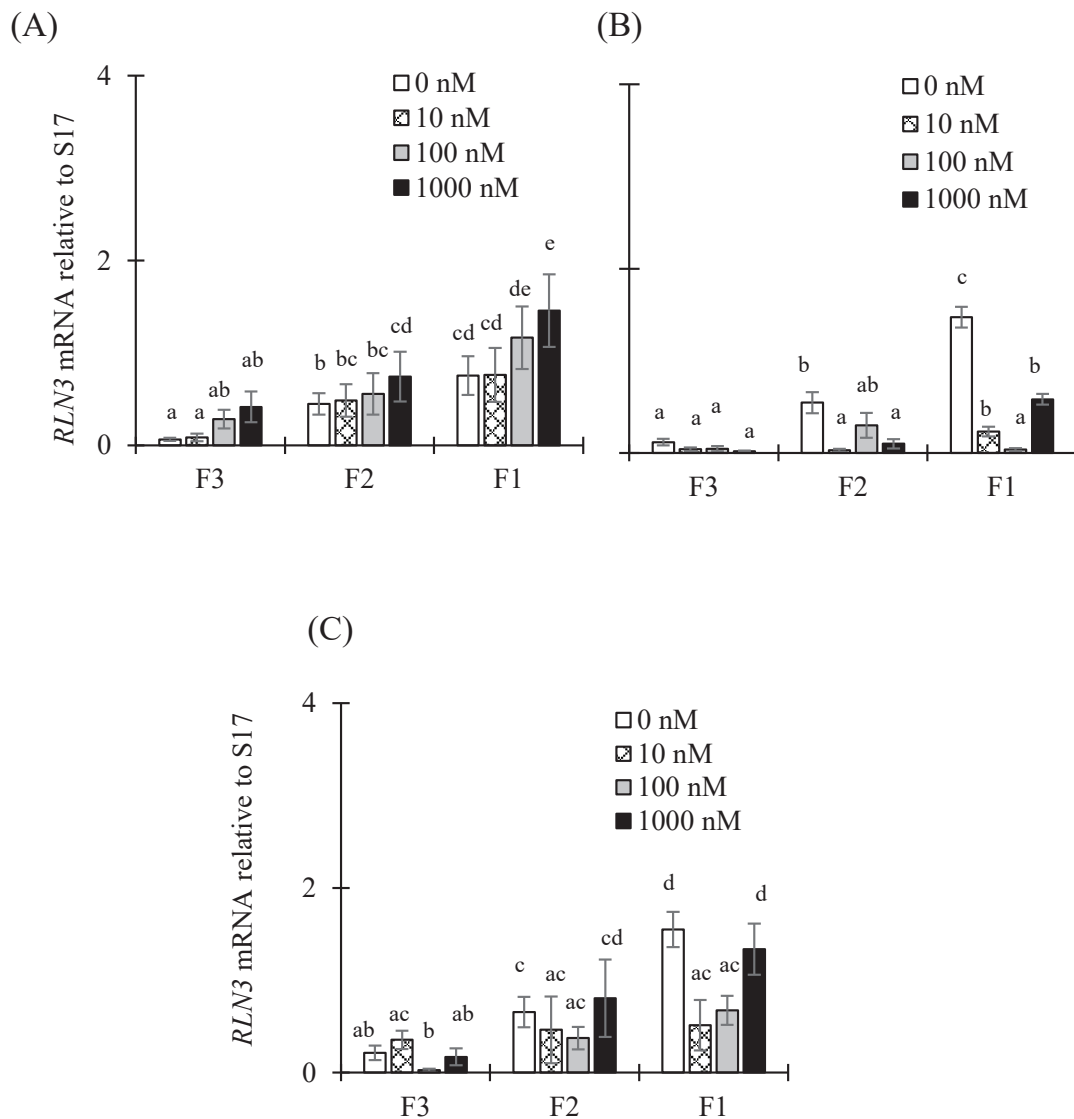 (A)
RLN3 mRNA relative to S17
4
2
0
0 nM
10 nM
100 nM
1000 nM
a a ab ab
b bc bc cd
cd cd de e
F3 F2 F1
(B)
0 nM
10 nM
100 nM
1000 nM
a a a a
b a ab a
c b a b
F3 F2 F1
(C)
RLN3 mRNA relative to S17
4
2
0
0 nM
10 nM
100 nM
1000 nM
ab ac b ab
c ac ac cd
d ac ac d
F3 F2 F1